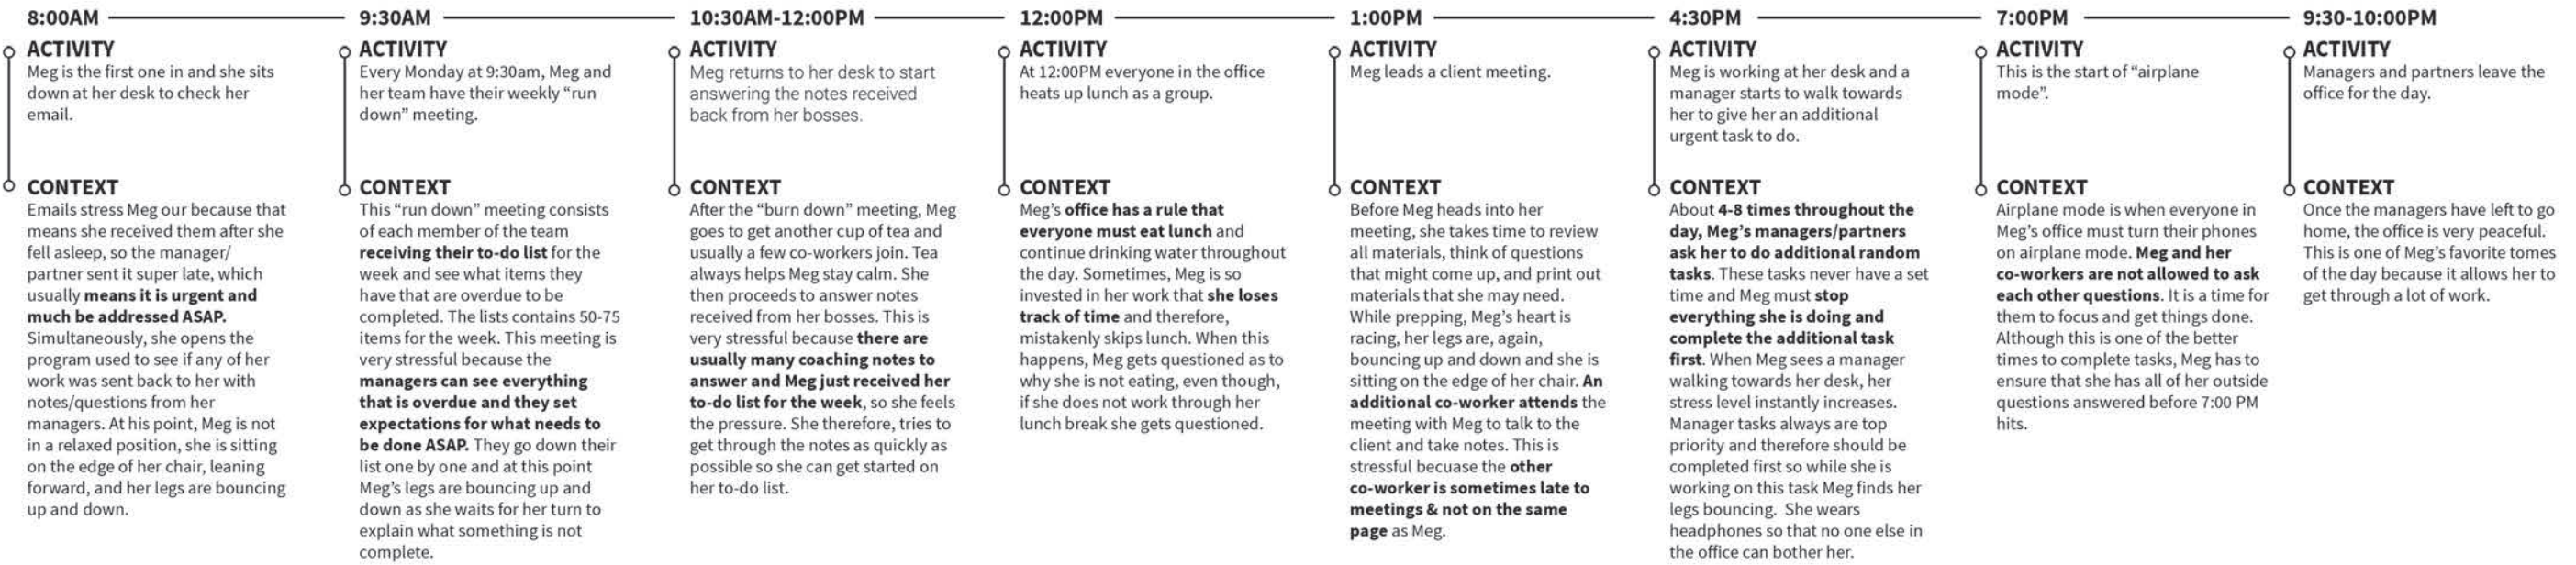 8:00AM
ACTIVITY
Meg is the first one in and she sits
down at her desk to check her
email.
CONTEXT
Emails stress Meg our because that
means she received them after she
fell asleep, so the manager/
partner sent it super late, which
usually means it is urgent and
much be addressed ASAP.
Simultaneously, she opens the
program used to see if any of her
work was sent back to her with
notes/questions from her
managers. At his point, Meg is not
in a relaxed position, she is sitting
on the edge of her chair, leaning
forward, and her legs are bouncing
up and down.
9:30AM
ACTIVITY
Every Monday at 9:30am, Meg and
her team have their weekly “run
down” meeting.
CONTEXT
This “run down” meeting consists
of each member of the team
receiving their to-do list for the
week and see what items they
have that are overdue to be
completed. The lists contains 50-75
items for the week. This meeting is
very stressful because the
managers can see everything
that is overdue and they set
expectations for what needs to
be done ASAP. They go down their
list one by one and at this point
Meg’s legs are bouncing up and
down as she waits for her turn to
explain what something is not
complete.
10:30AM-12:00PM
ACTIVITY
Meg returns to her desk to start
answering the notes received
back from her bosses.
CONTEXT
After the “burn down” meeting, Meg
goes to get another cup of tea and
usually a few co-workers join. Tea
always helps Meg stay calm. She
then proceeds to answer notes
received from her bosses. This is
very stressful because there are
usually many coaching notes to
answer and Meg just received her
to-do list for the week, so she feels
the pressure. She therefore, tries to
get through the notes as quickly as
possible so she can get started on
her to-do list.
12:00PM
ACTIVITY
At 12:00PM everyone in the office
heats up lunch as a group.
CONTEXT
Meg’s office has a rule that
everyone must eat lunch and
continue drinking water throughout
the day. Sometimes, Meg is so
invested in her work that she loses
track of time and therefore,
mistakenly skips lunch. When this
happens, Meg gets questioned as to
why she is not eating, even though,
if she does not work through her
lunch break she gets questioned.
1:00PM
ACTIVITY
Meg leads a client meeting.
CONTEXT
Before Meg heads into her
meeting, she takes time to review
all materials, think of questions
that might come up, and print out
materials that she may need.
While prepping, Meg’s heart is
racing, her legs are, again,
bouncing up and down and she is
sitting on the edge of her chair. An
additional co-worker attends the
meeting with Meg to talk to the
client and take notes. This is
stressful becuase the other
co-worker is sometimes late to
meetings & not on the same
page as Meg.
4:30PM
ACTIVITY
Meg is working at her desk and a
manager starts to walk towards
her to give her an additional
urgent task to do.
CONTEXT
About 4-8 times throughout the
day, Meg’s managers/partners
ask her to do additional random
tasks. These tasks never have a set
time and Meg must stop
everything she is doing and
complete the additional task
first. When Meg sees a manager
walking towards her desk, her
stress level instantly increases.
Manager tasks always are top
priority and therefore should be
completed first so while she is
working on this task Meg finds her
legs bouncing. She wears
headphones so that no one else in
the office can bother her.
7:00PM
ACTIVITY
This is the start of “airplane
mode”.
CONTEXT
Airplane mode is when everyone in
Meg’s office must turn their phones
on airplane mode. Meg and her
co-workers are not allowed to ask
each other questions. It is a time for
them to focus and get things done.
Although this is one of the better
times to complete tasks, Meg has to
ensure that she has all of her outside
questions answered before 7:00 PM
hits.
9:30-10:00PM
ACTIVITY
Managers and partners leave the
office for the day.
CONTEXT
Once the managers have left to go
home, the office is very peaceful.
This is one of Meg’s favorite tomes
of the day because it allows her to
get through a lot of work.